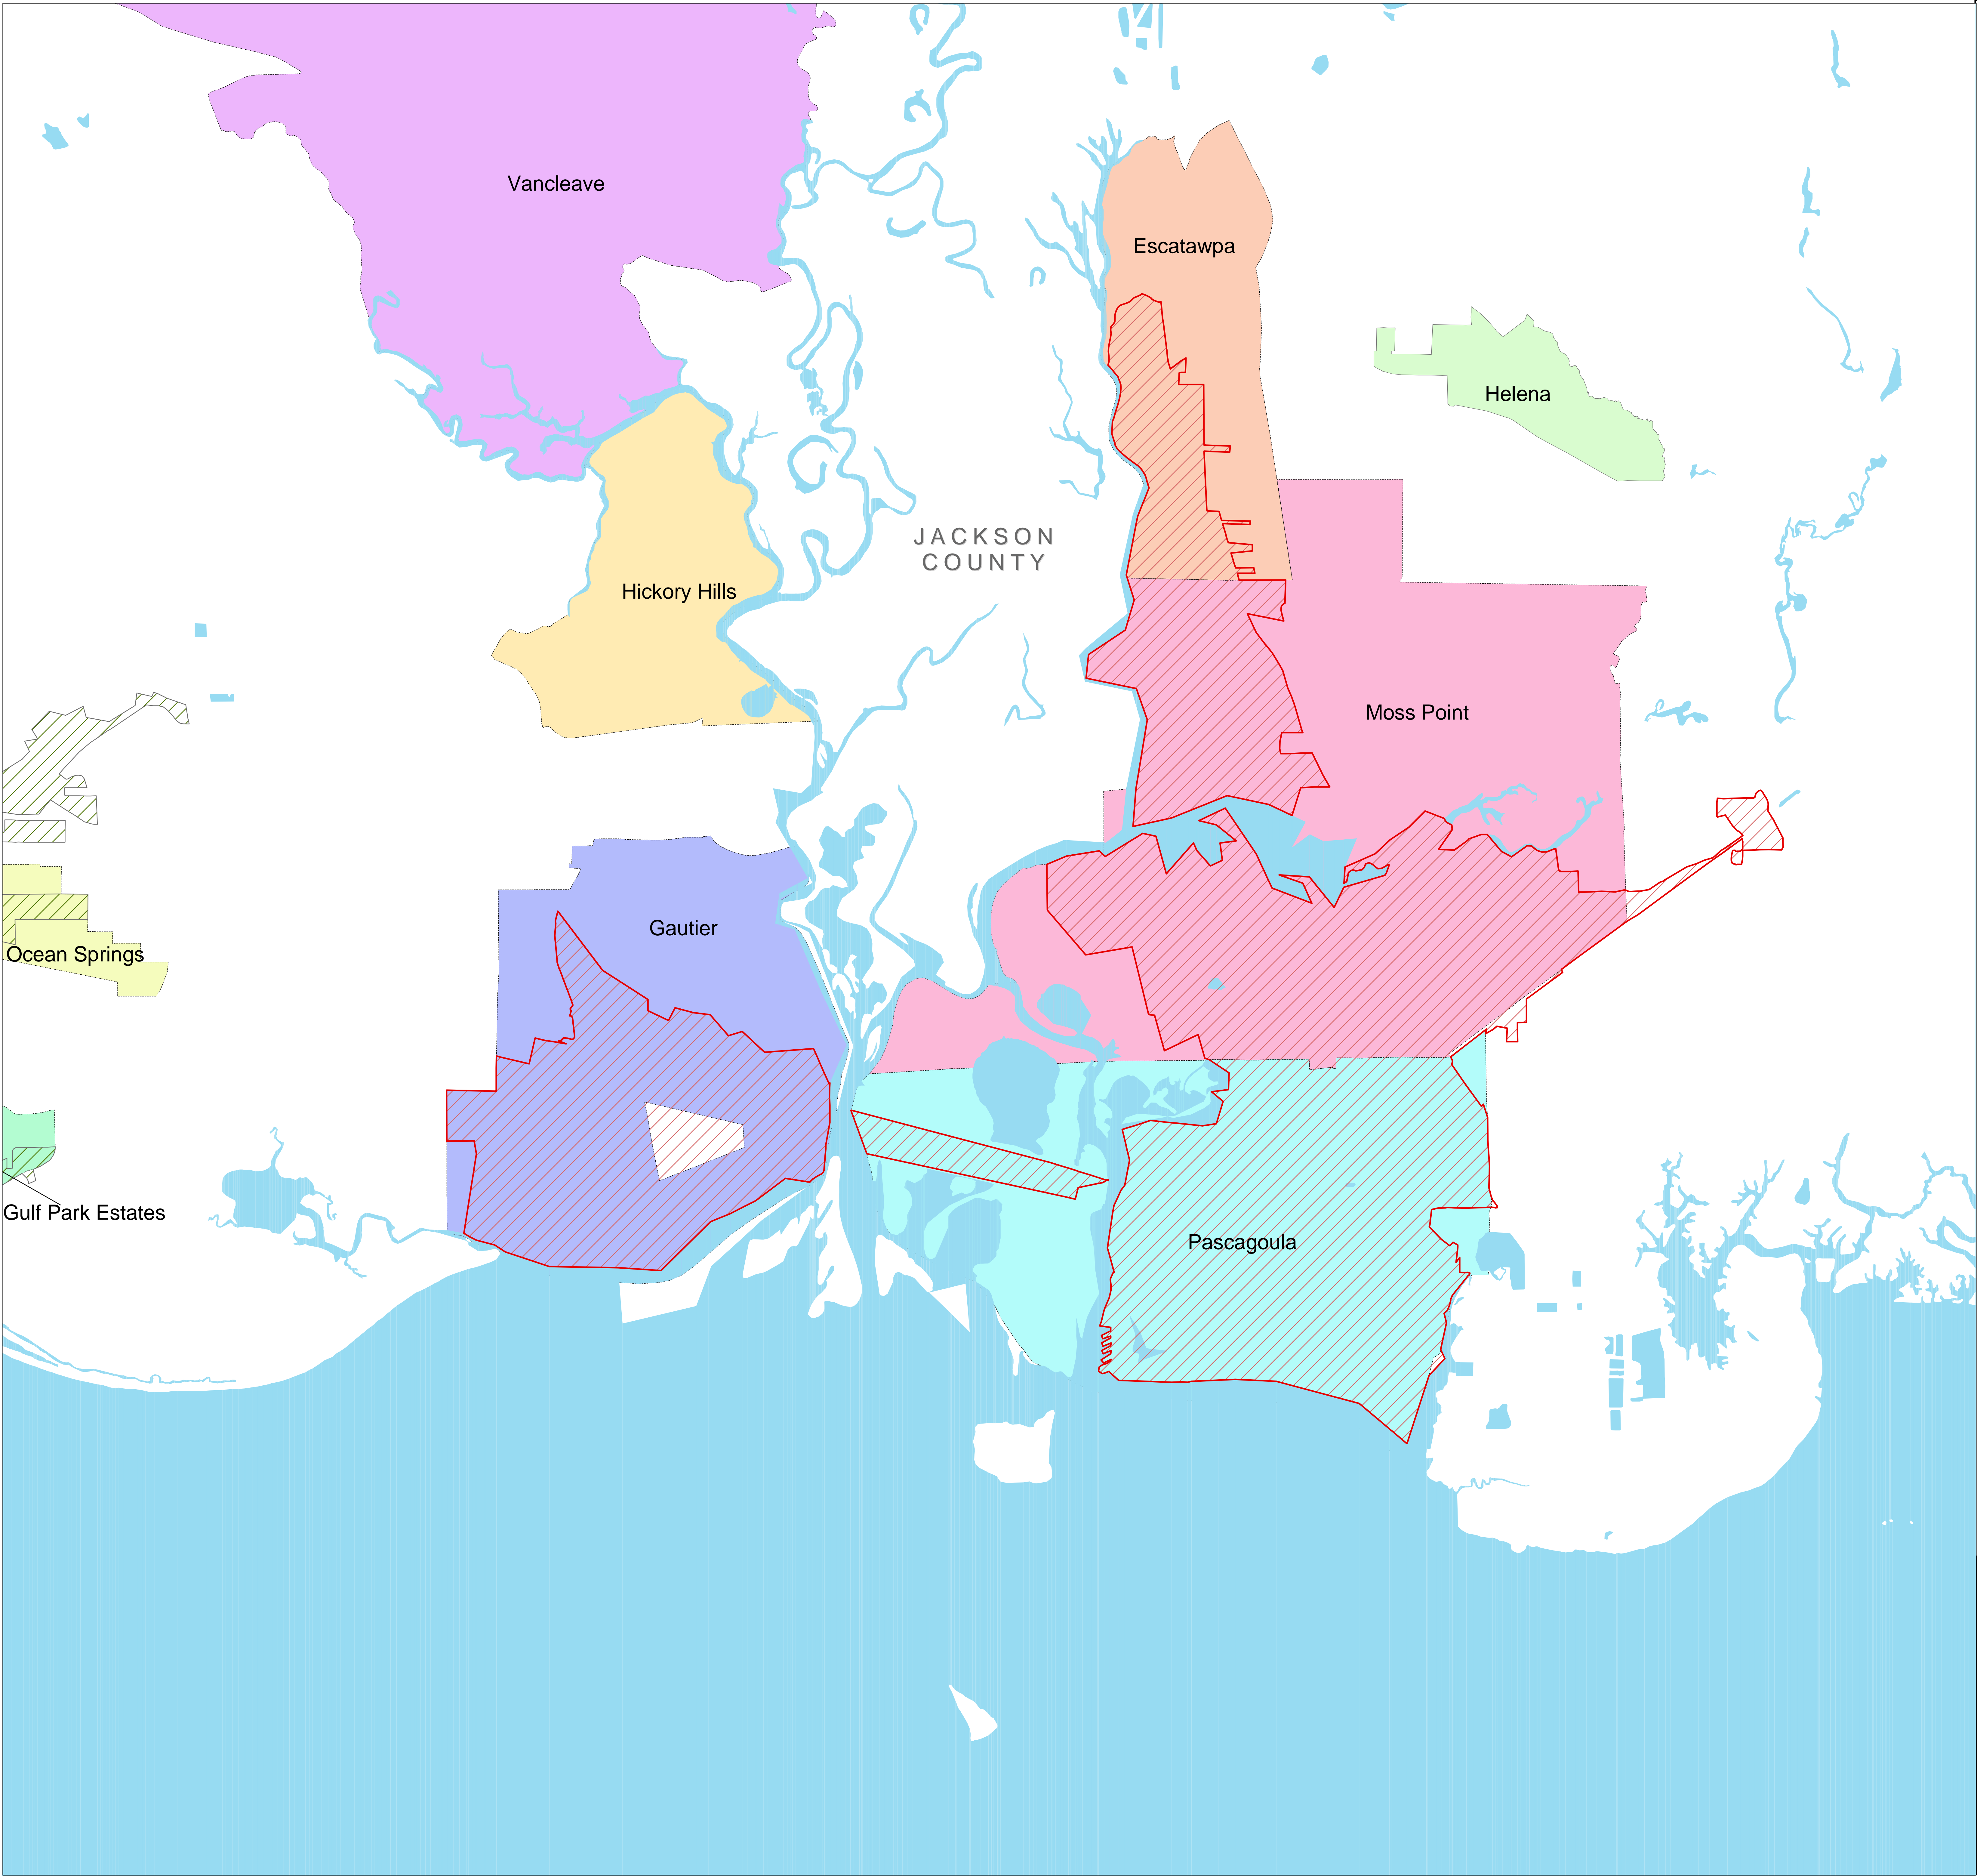 Vancleave
Escatawpa
Helena
JACKSON
COUNTY
Hickory Hills
Moss Point
Gautier
Ocean Springs
Gulf Park Estates
Pascagoula